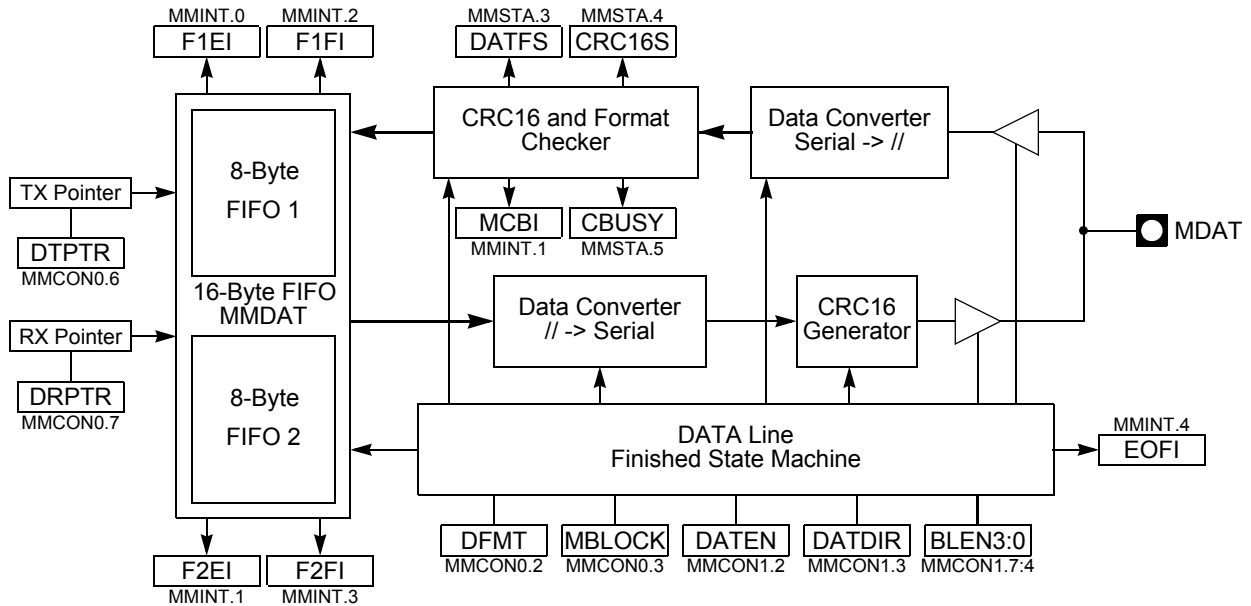 MMINT.0
F1EI
MMINT.2
F1FI
MMSTA.3
DATFS
MMSTA.4
CRC16S
8-Byte
FIFO 1
CRC16 and Format
Checker
Data Converter
Serial -> //
TX Pointer
DTPTR
MMCON0.6
MCBI
MMINT.1
CBUSY
MMSTA.5
MDAT
16-Byte FIFO
MMDAT
Data Converter
// -> Serial
CRC16
Generator
RX Pointer
DRPTR
MMCON0.7
8-Byte
FIFO 2
DATA Line
Finished State Machine
MMINT.4
EOFI
F2EI
MMINT.1
F2FI
MMINT.3
DFMT
MMCON0.2
MBLOCK
MMCON0.3
DATEN
MMCON1.2
DATDIR
MMCON1.3
BLEN3:0
MMCON1.7:4